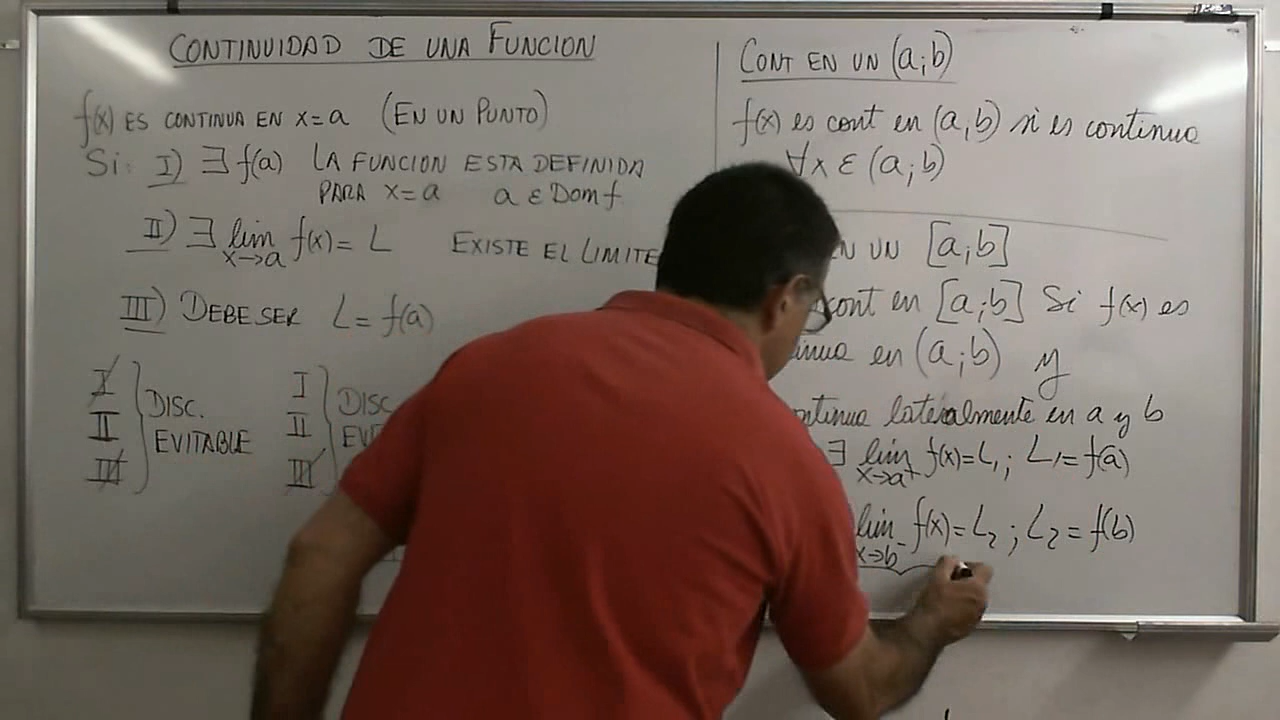 CONTINUIDAD DE UNA FUNCION
f(x) ES CONTINUA EN x=a (EN UN PUNTO)
Si: I) ∃ f(a) LA FUNCION ESTA DEFINIDA
PARA x=a a ε Dom f
II) ∃ lim f(x) = L EXISTE EL LIMITE
x→a
III) DEBE SER L = f(a)
I
II
III
DISC.
EVITABLE
I
II
III
DISC
CONT EN UN (a;b)
f(x) es cont en (a,b) si es continua
∀x ε (a;b)
UN [a;b]
cont en [a;b] Si f(x) es
en (a;b) y
lateralmente en a y b
∃ lim f(x)=L₁; L₁=f(a)
x→a⁺
lim f(x)=L₂; L₂=f(b)
x→b⁻